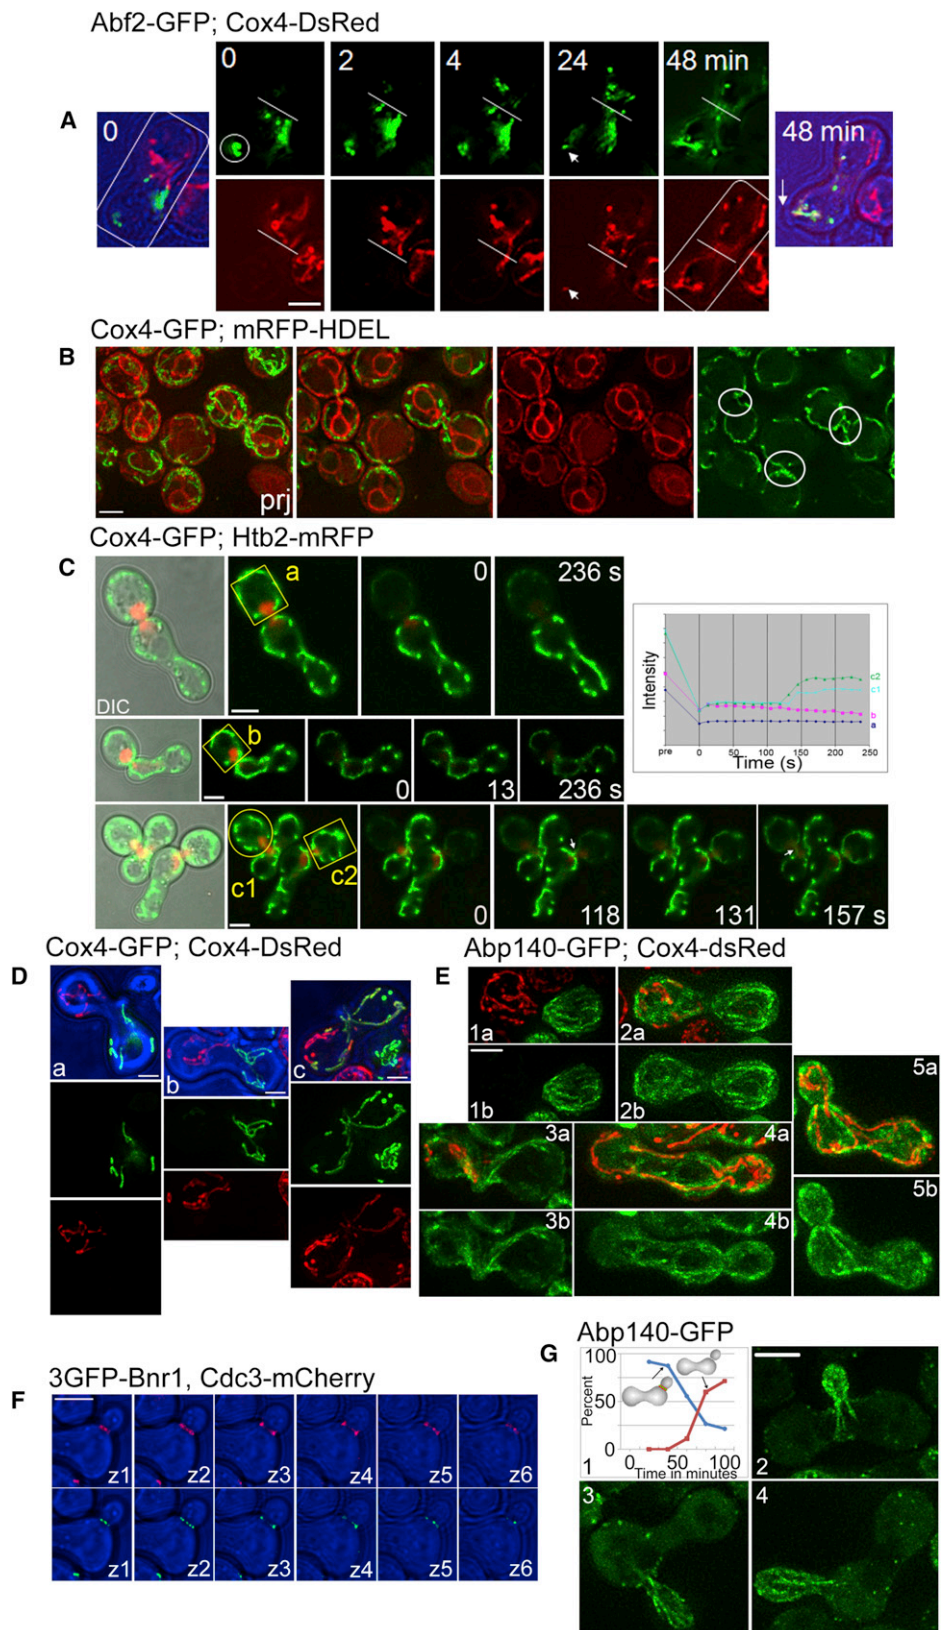 Abf2-GFP; Cox4-DsRed
A
0
0
2
4
24
48 min
48 min
Cox4-GFP; mRFP-HDEL
B
prj
Cox4-GFP; Htb2-mRFP
C
DIC
a
0
236 s
b
0
13
236 s
c1
c2
0
118
131
157 s
Intensity
c2
c1
b
a
pre
0
50
100
150
200
250
Time (s)
Cox4-GFP; Cox4-DsRed
D
a
b
c
Abp140-GFP; Cox4-dsRed
E
1a
2a
1b
2b
3a
4a
5a
3b
4b
5b
3GFP-Bnr1, Cdc3-mCherry
F
z1
z2
z3
z4
z5
z6
z1
z2
z3
z4
z5
z6
Abp140-GFP
G
100
50
0
Percent
0
50
100
Time in minutes
1
2
3
4